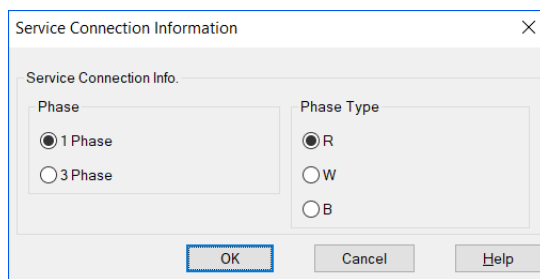 Service Connection Information
Service Connection Info.
Phase
1 Phase
3 Phase
Phase Type
R
W
B
OK Cancel Help